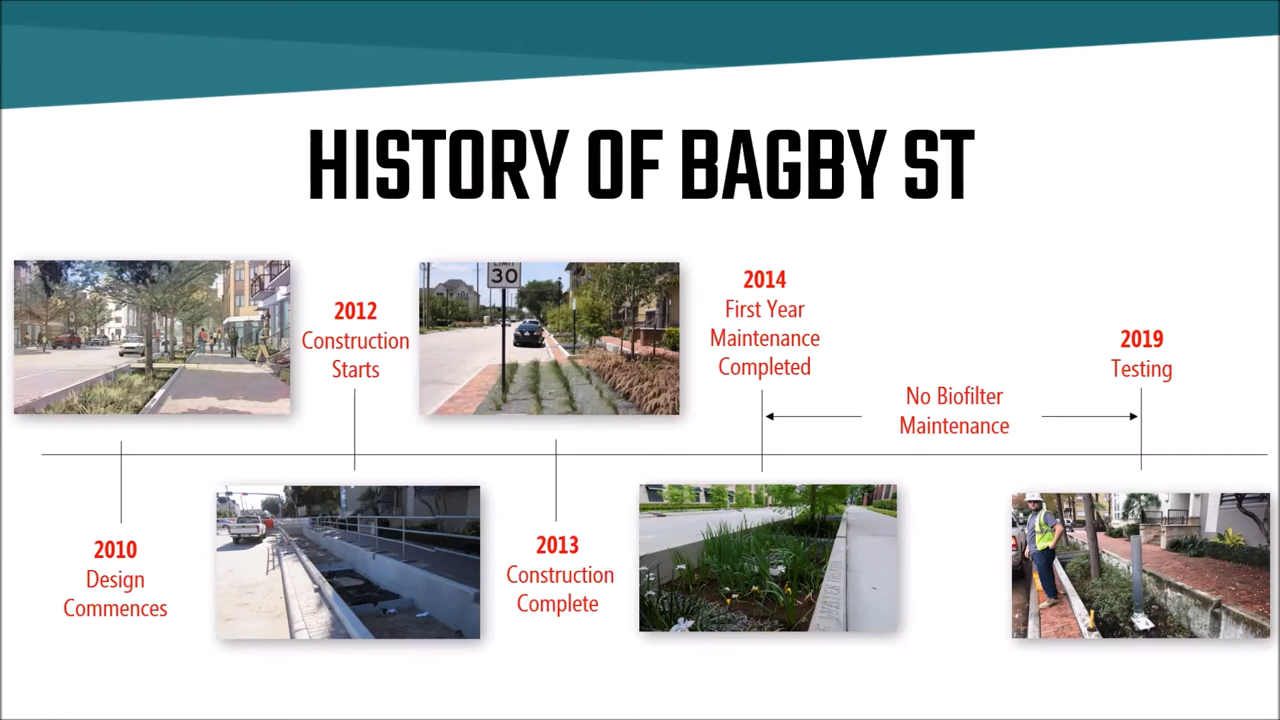 HISTORY OF BAGBY ST
2010
Design
Commences
2012
Construction
Starts
LIMIT
30
2013
Construction
Complete
2014
First Year
Maintenance
Completed
No Biofilter
Maintenance
2019
Testing